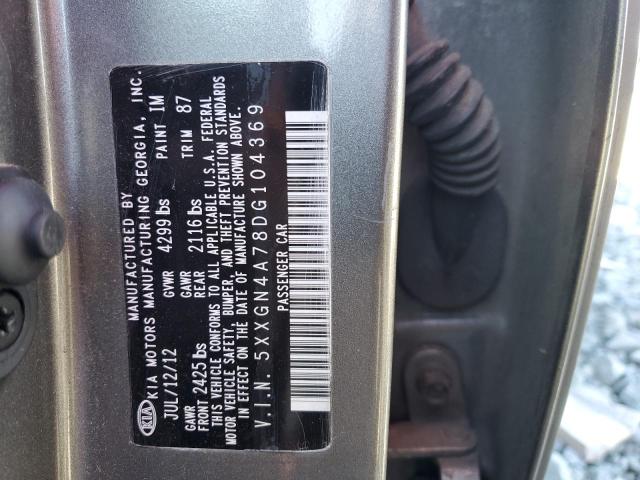 KIA
MANUFACTURED BY
KIA MOTORS MANUFACTURING GEORGIA, INC.
JUL/12/12 GVWR 4299 lbs PAINT 1M
GAWR FRONT 2425 lbs GAWR REAR 2116 lbs TRIM 87
THIS VEHICLE CONFORMS TO ALL APPLICABLE U.S.A. FEDERAL
MOTOR VEHICLE SAFETY, BUMPER, AND THEFT PREVENTION STANDARDS
IN EFFECT ON THE DATE OF MANUFACTURE SHOWN ABOVE.
V.I.N. 5XXGN4A78DG104369
PASSENGER CAR